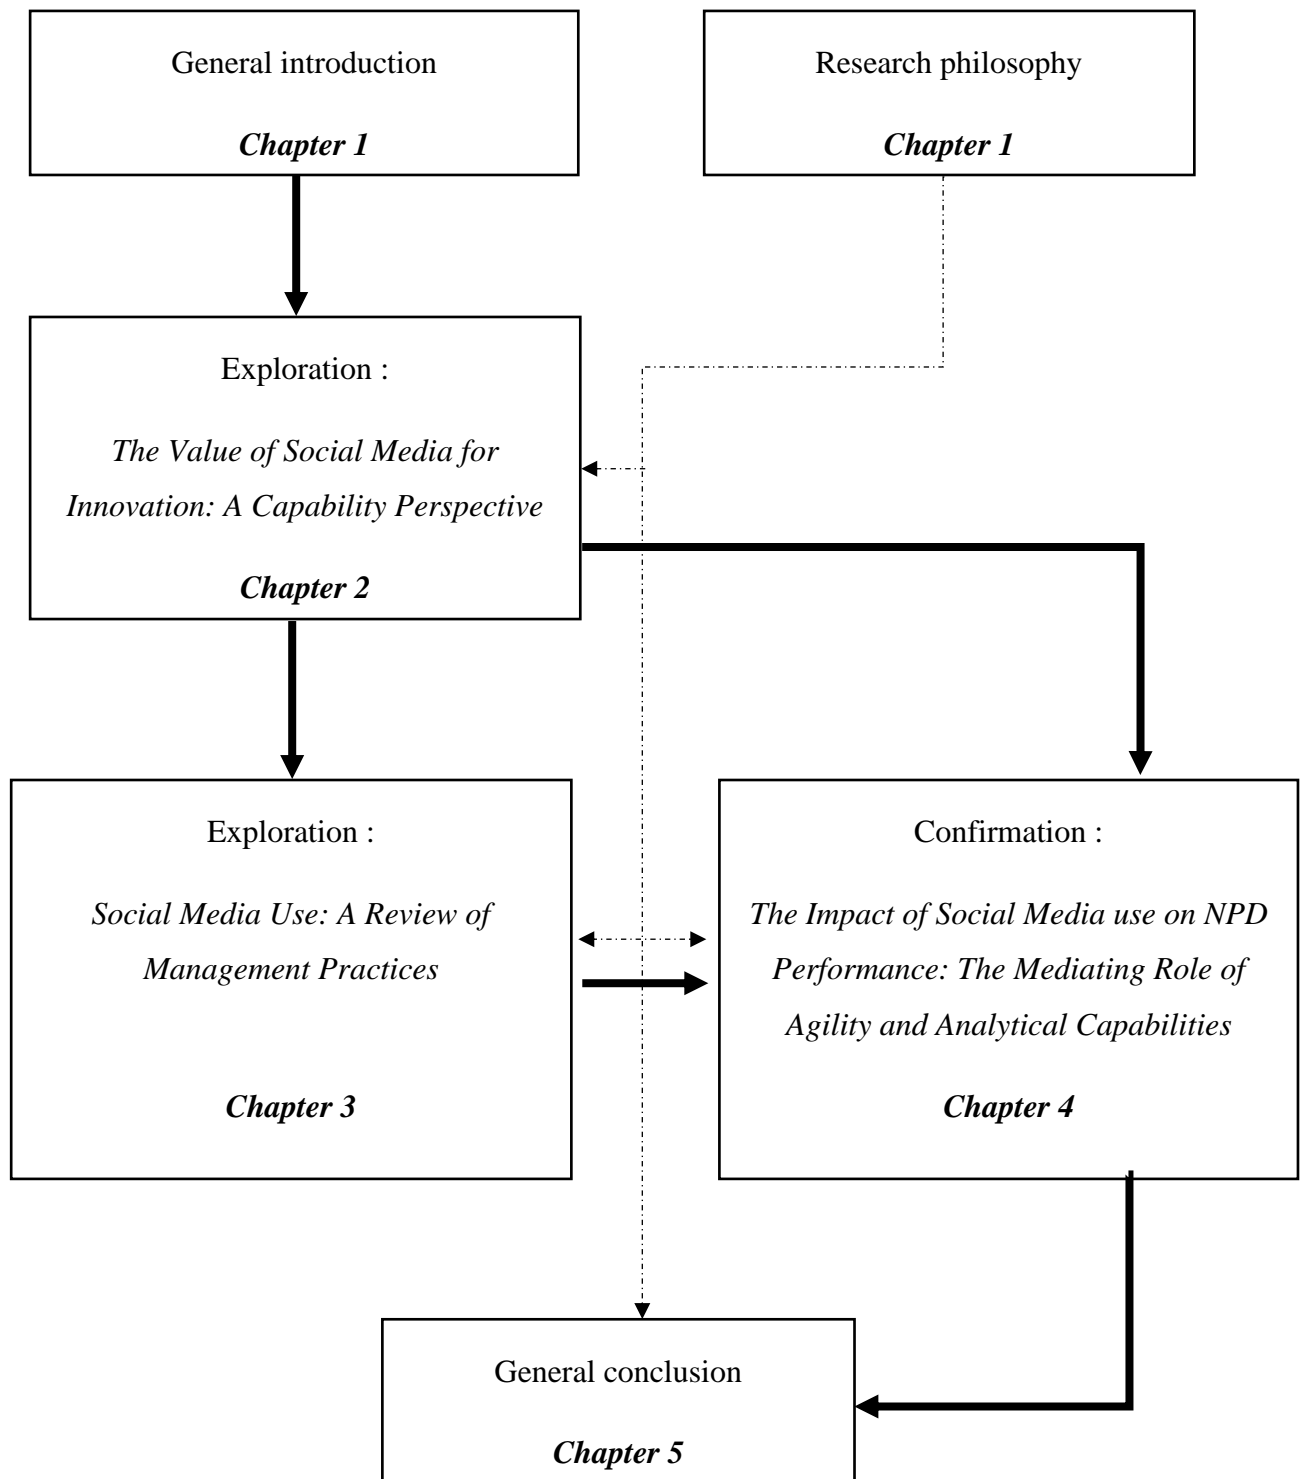 General introduction
Chapter 1
Research philosophy
Chapter 1
Exploration :
The Value of Social Media for
Innovation: A Capability Perspective
Chapter 2
Exploration :
Social Media Use: A Review of
Management Practices
Chapter 3
Confirmation :
The Impact of Social Media use on NPD
Performance: The Mediating Role of
Agility and Analytical Capabilities
Chapter 4
General conclusion
Chapter 5